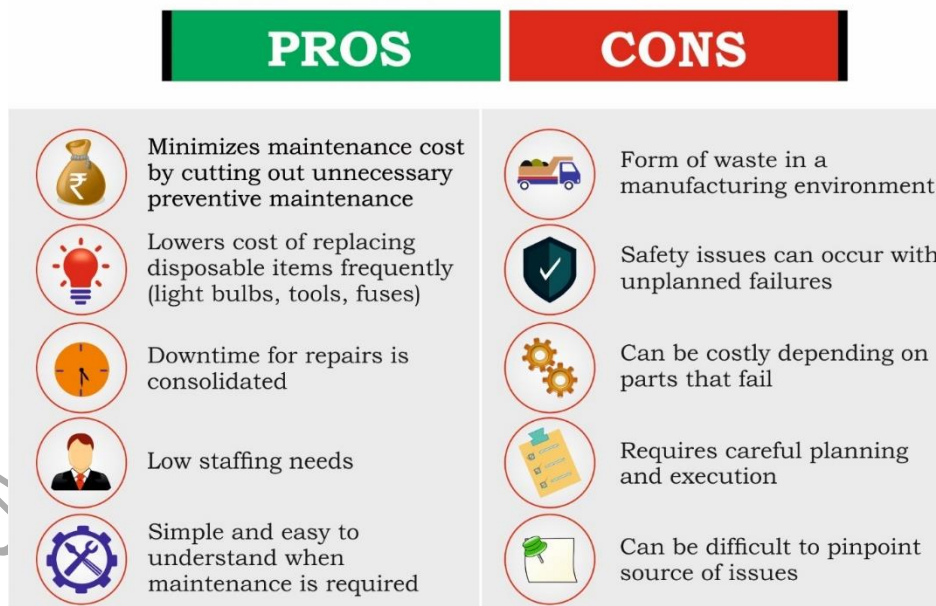 PROS
CONS
Minimizes maintenance cost
by cutting out unnecessary
preventive maintenance
Lowers cost of replacing
disposable items frequently
(light bulbs, tools, fuses)
Downtime for repairs is
consolidated
Low staffing needs
Simple and easy to
understand when
maintenance is required
Form of waste in a
manufacturing environment
Safety issues can occur with
unplanned failures
Can be costly depending on
parts that fail
Requires careful planning
and execution
Can be difficult to pinpoint
source of issues
₹